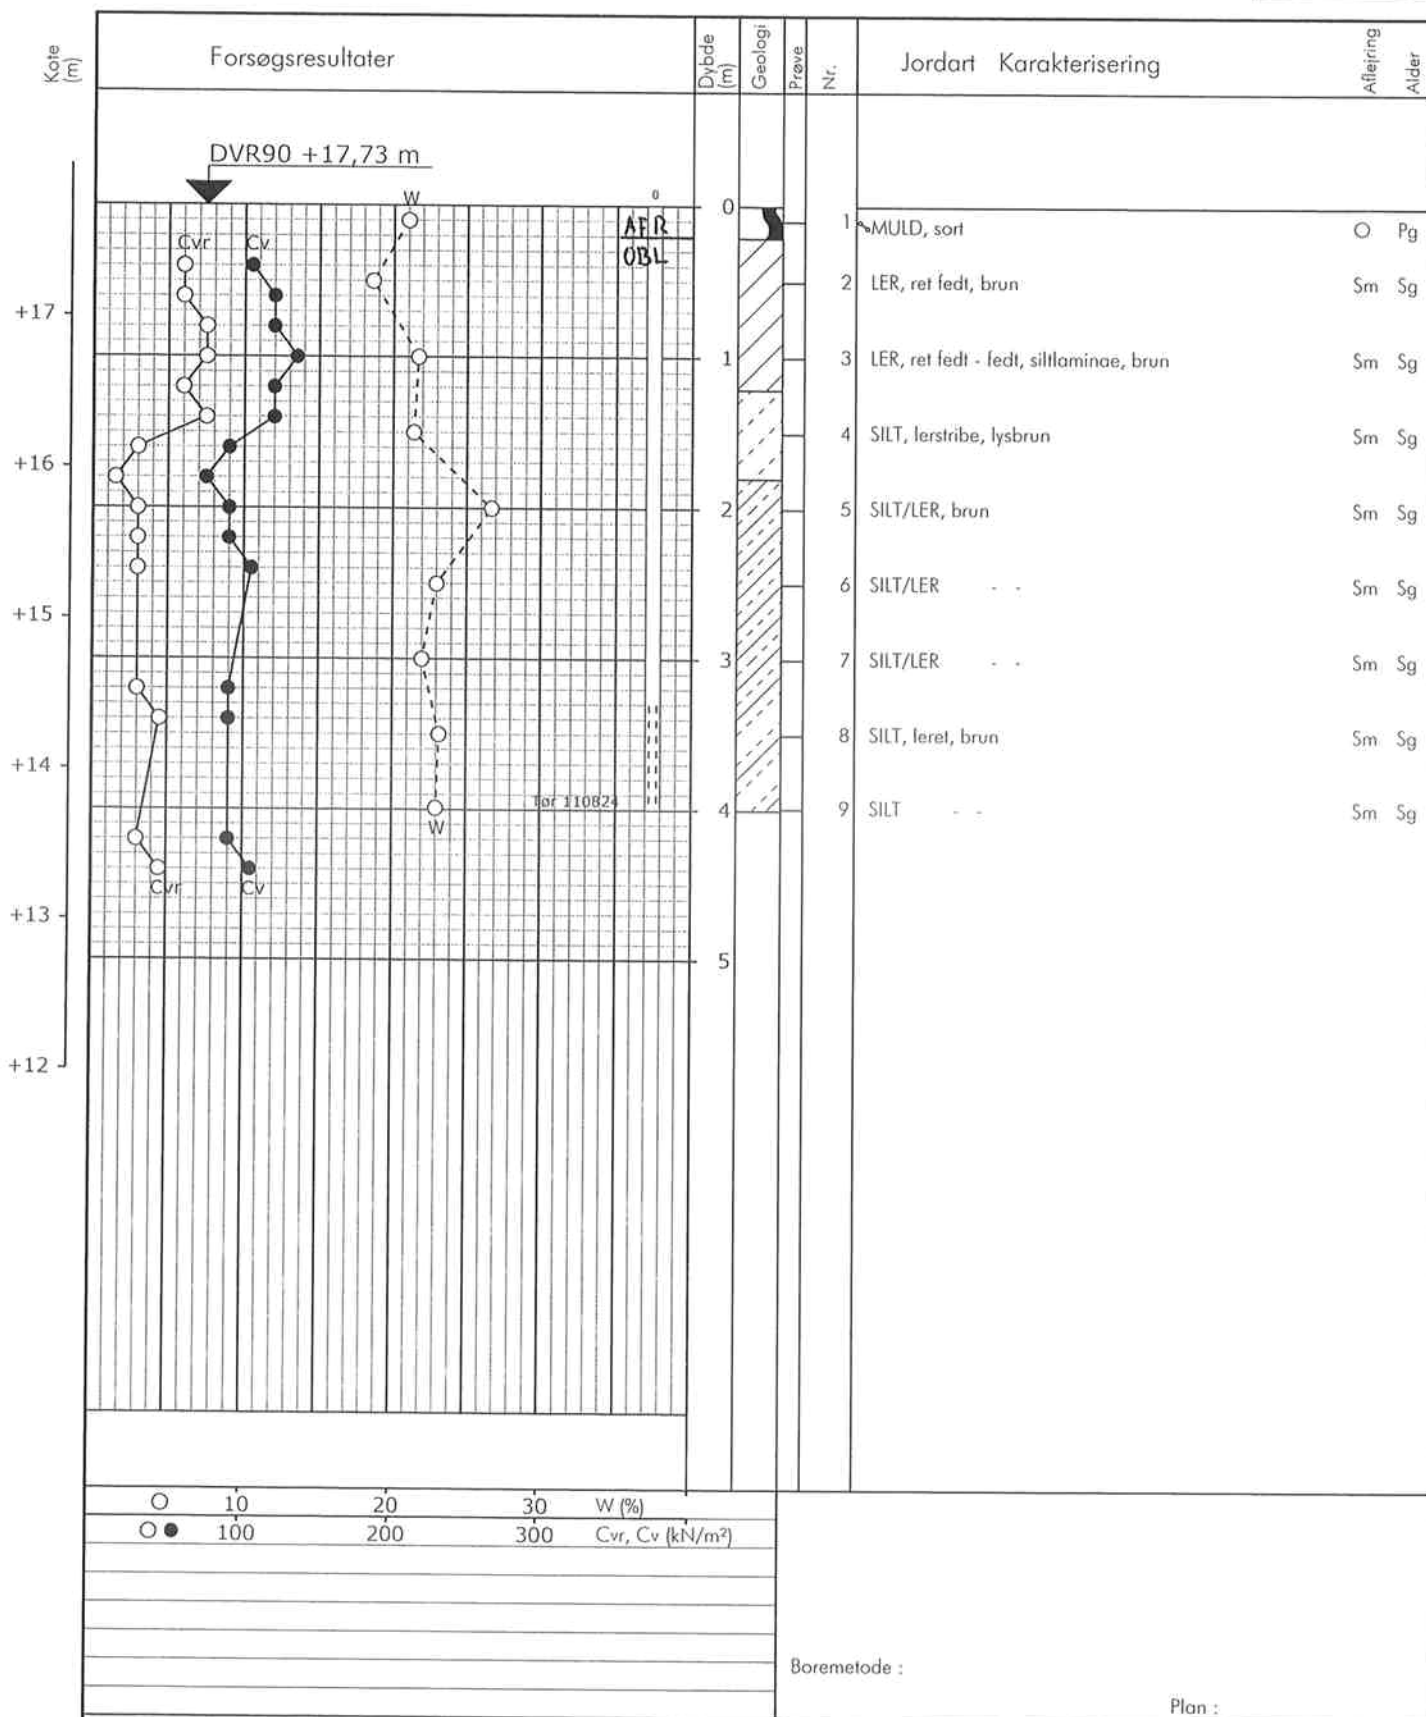 Kote (m)
Forsøgsresultater
Dybde (m)
Geologi
Prøve
Nr.
Jordart Karakterisering
Aflejring
Alder
DVR90 +17,73 m
W
0
0
AFR
OBL
Cvr
Cv
1 MULD, sort O Pg
2 LER, ret fedt, brun Sm Sg
+17
1
3 LER, ret fedt - fedt, siltlaminae, brun Sm Sg
4 SILT, lerstribe, lysbrun Sm Sg
+16
2
5 SILT/LER, brun Sm Sg
6 SILT/LER - - Sm Sg
+15
3
7 SILT/LER - - Sm Sg
8 SILT, leret, brun Sm Sg
+14
Tør 110824
4
9 SILT - - Sm Sg
W
Cvr
Cv
+13
5
+12
10 20 30 W (%)
100 200 300 Cvr, Cv (kN/m²)
Boremetode :
Plan :